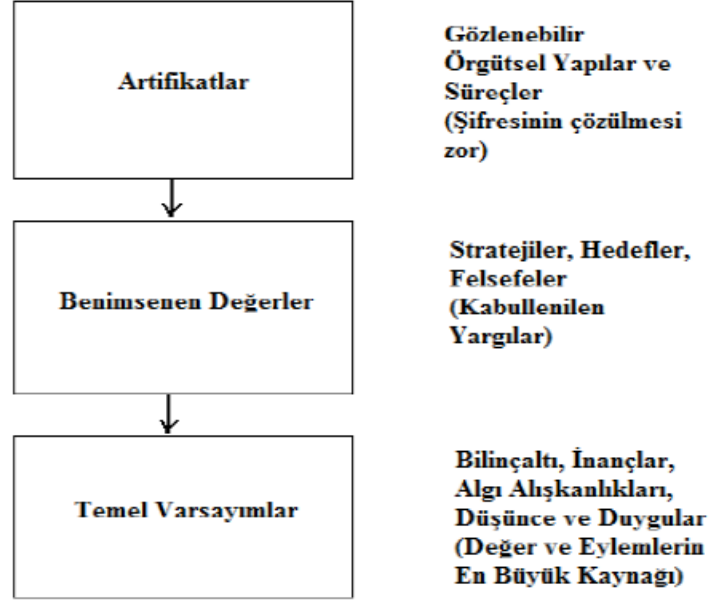 Artifikatlar
Gözlenebilir
Örgütsel Yapılar ve
Süreçler
(Şifresinin çözülmesi
zor)
Benimsenen Değerler
Stratejiler, Hedefler,
Felsefeler
(Kabullenilen
Yargılar)
Temel Varsayımlar
Bilinçaltı, İnançlar,
Algı Alışkanlıkları,
Düşünce ve Duygular
(Değer ve Eylemlerin
En Büyük Kaynağı)